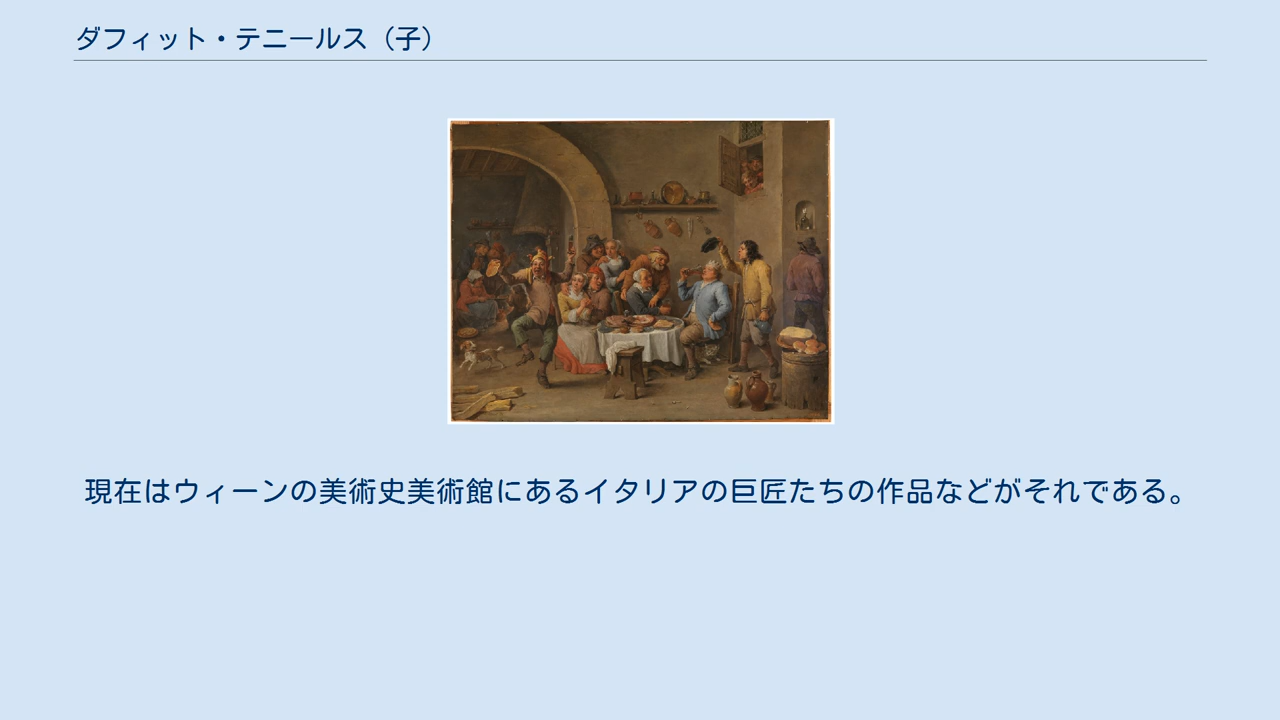 ダフィット・テニールス（子）
現在はウィーンの美術史美術館にあるイタリアの巨匠たちの作品などがそれである。